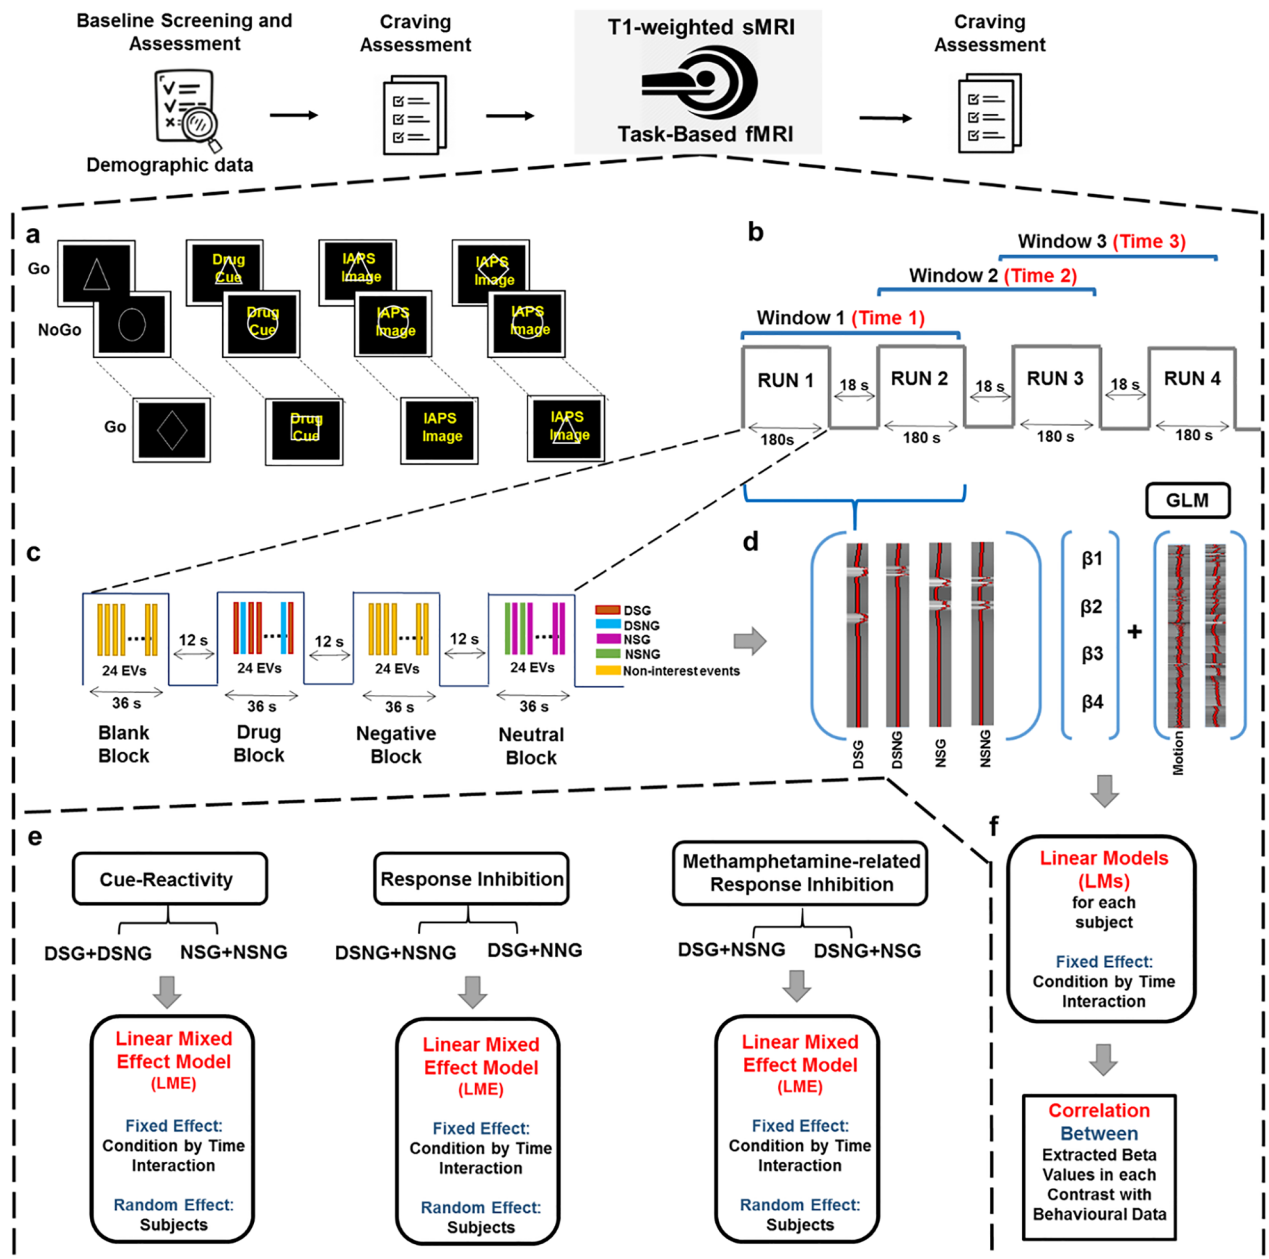 Baseline Screening and
Assessment
Demographic data
Craving
Assessment
T1-weighted sMRI
Task-Based fMRI
Craving
Assessment
a
Go
NoGo
Go
Drug
Cue
Drug
Cue
Drug
Cue
IAPS
Image
IAPS
Image
IAPS
Image
IAPS
Image
IAPS
Image
IAPS
Image
b
Window 3 (Time 3)
Window 2 (Time 2)
Window 1 (Time 1)
RUN 1
18 s
RUN 2
18 s
RUN 3
18 s
RUN 4
180s
180 s
180 s
180 s
c
24 EVs
12 s
24 EVs
12 s
24 EVs
12 s
24 EVs
36 s
36 s
36 s
36 s
Blank
Block
Drug
Block
Negative
Block
Neutral
Block
DSG
DSNG
NSG
NSNG
Non-interest events
d
GLM
β1
β2
β3
β4
+
DSG
DSNG
NSG
NSNG
Motion
e
Cue-Reactivity
DSG+DSNG
NSG+NSNG
Linear Mixed
Effect Model
(LME)
Fixed Effect:
Condition by Time
Interaction
Random Effect:
Subjects
Response Inhibition
DSNG+NSNG
DSG+NNG
Linear Mixed
Effect Model
(LME)
Fixed Effect:
Condition by Time
Interaction
Random Effect:
Subjects
Methamphetamine-related
Response Inhibition
DSG+NSNG
DSNG+NSG
Linear Mixed
Effect Model
(LME)
Fixed Effect:
Condition by Time
Interaction
Random Effect:
Subjects
f
Linear Models
(LMs)
for each
subject
Fixed Effect:
Condition by Time
Interaction
Correlation
Between
Extracted Beta
Values in each
Contrast with
Behavioural Data